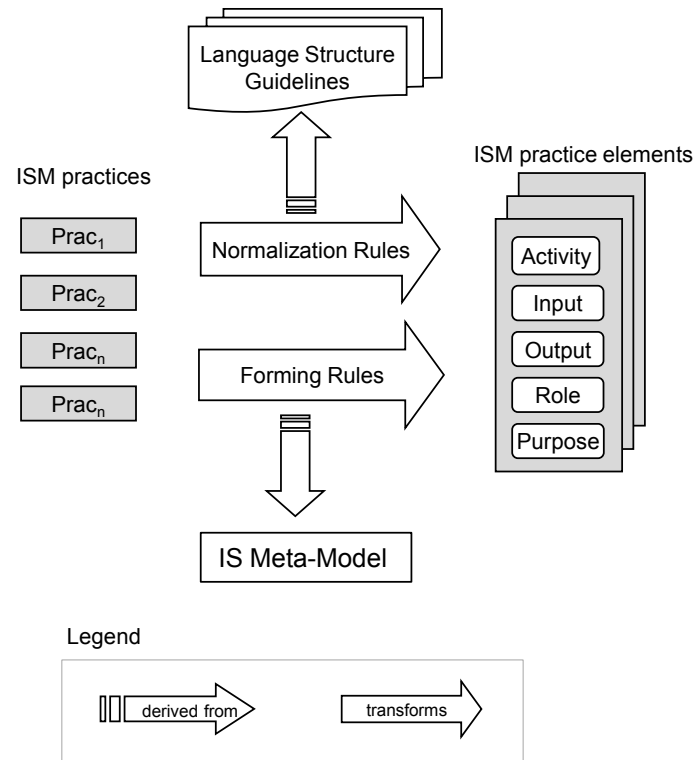 Language Structure
Guidelines
ISM practices
Prac1
Prac2
Pracn
Pracn
Normalization Rules
Forming Rules
ISM practice elements
Activity
Input
Output
Role
Purpose
IS Meta-Model
Legend
derived from
transforms